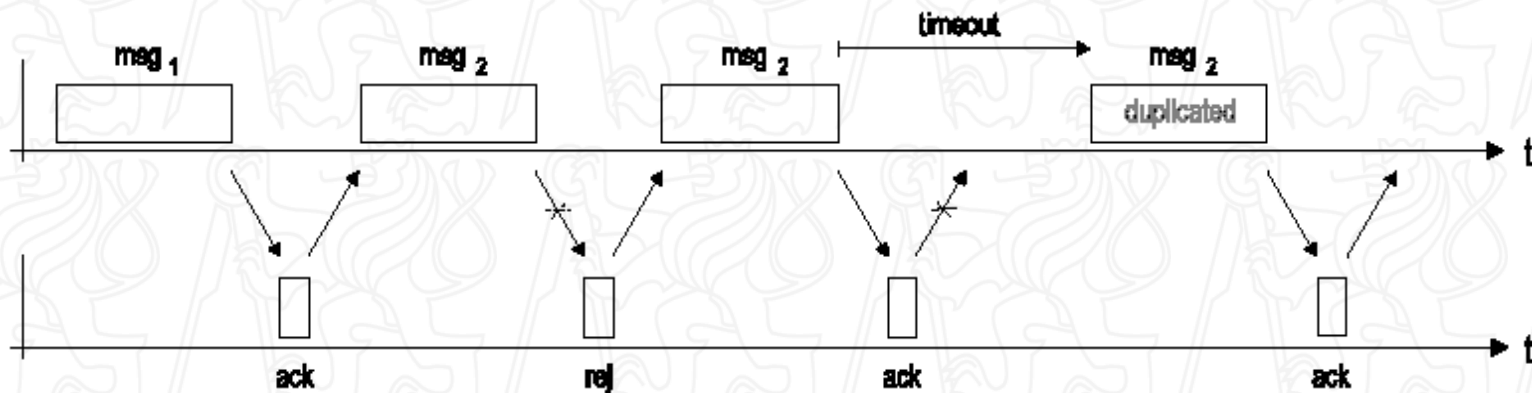 timeout
msg 1 msg 2 msg 2 msg 2
duplicated
t
t
ack rej ack ack